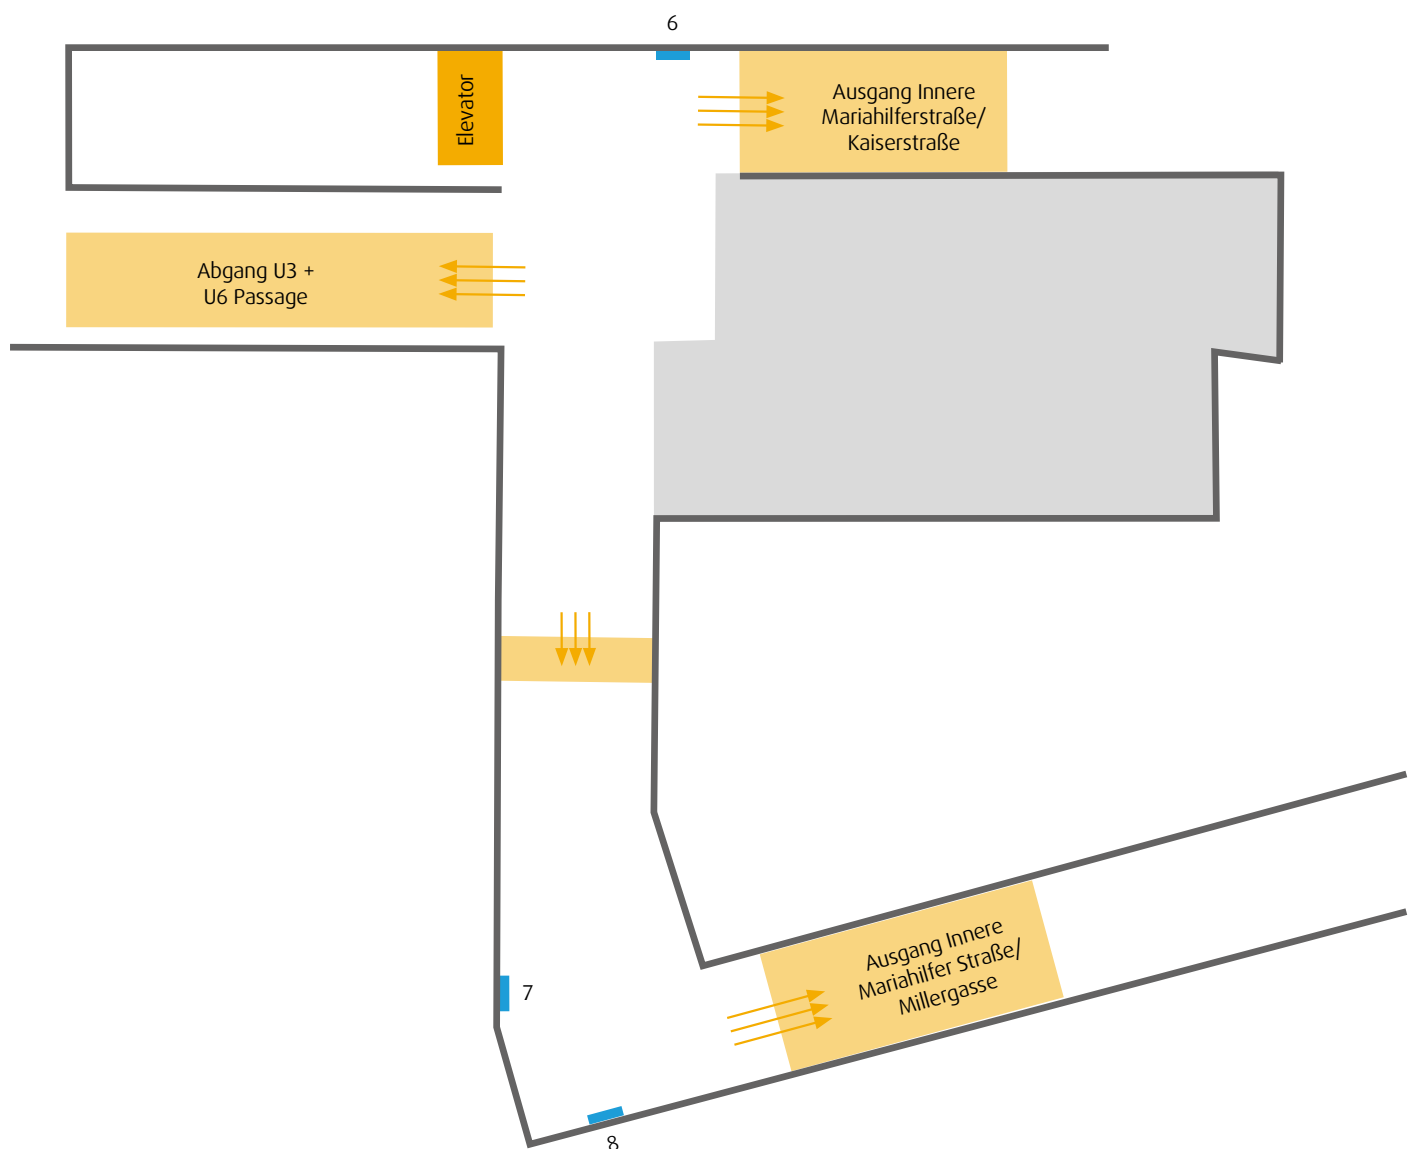 6
Elevator
Ausgang Innere
Mariahilferstraße/
Kaiserstraße
Abgang U3 +
U6 Passage
Ausgang Innere
Mariahilfer Straße/
Millergasse
7
8